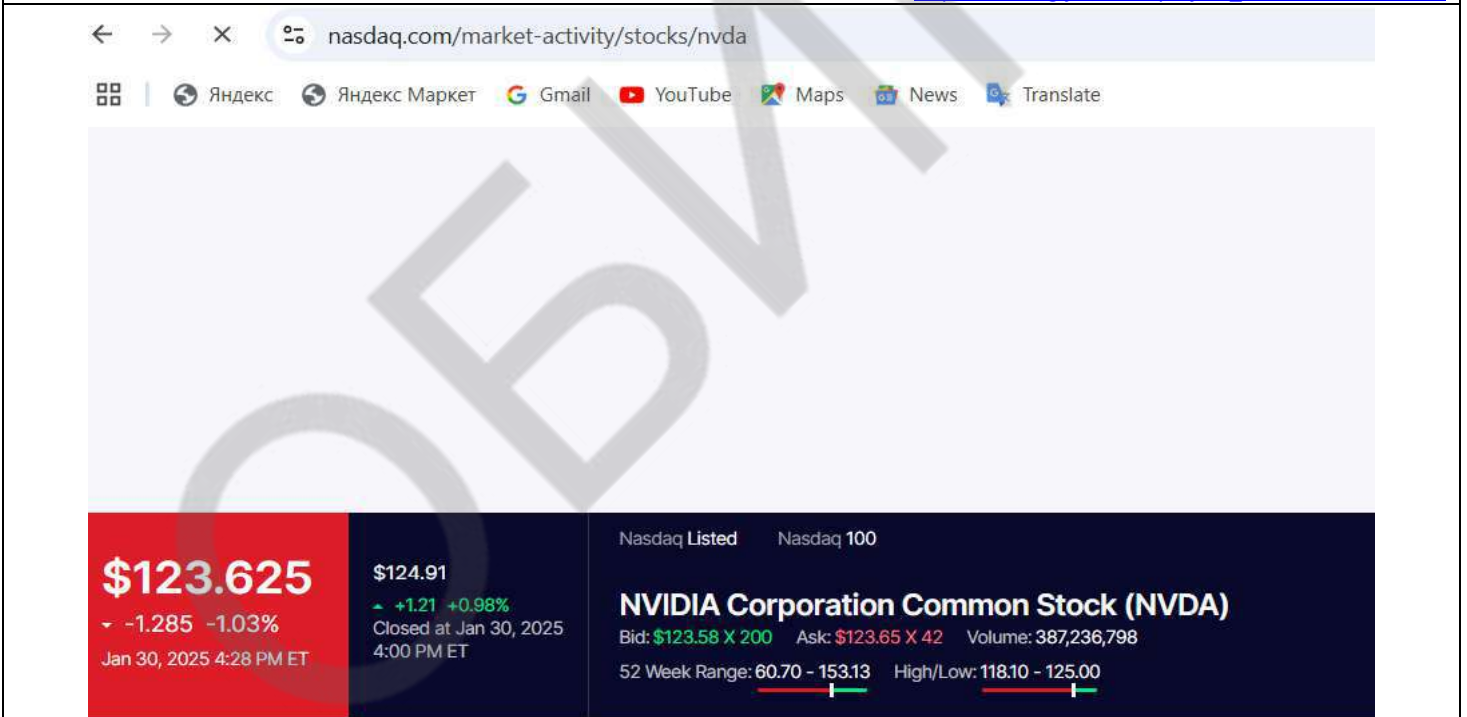 nasdaq.com/market-activity/stocks/nvda
Яндекс Яндекс Маркет Gmail YouTube Maps News Translate
ОБИ
Nasdaq Listed Nasdaq 100
$123.625 $124.91
-1.285 -1.03% +1.21 +0.98%
NVIDIA Corporation Common Stock (NVDA)
Jan 30, 2025 4:28 PM ET Closed at Jan 30, 2025
4:00 PM ET
Bid: $123.58 X 200 Ask: $123.65 X 42 Volume: 387,236,798
52 Week Range: 60.70 - 153.13 High/Low: 118.10 - 125.00